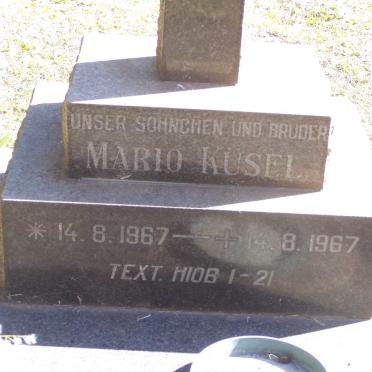 UNSER SÖHNCHEN UND BRUDER
MARIO KUSEL
* 14. 8. 1967 — + 14. 8. 1967
TEXT. HIOB 1-21